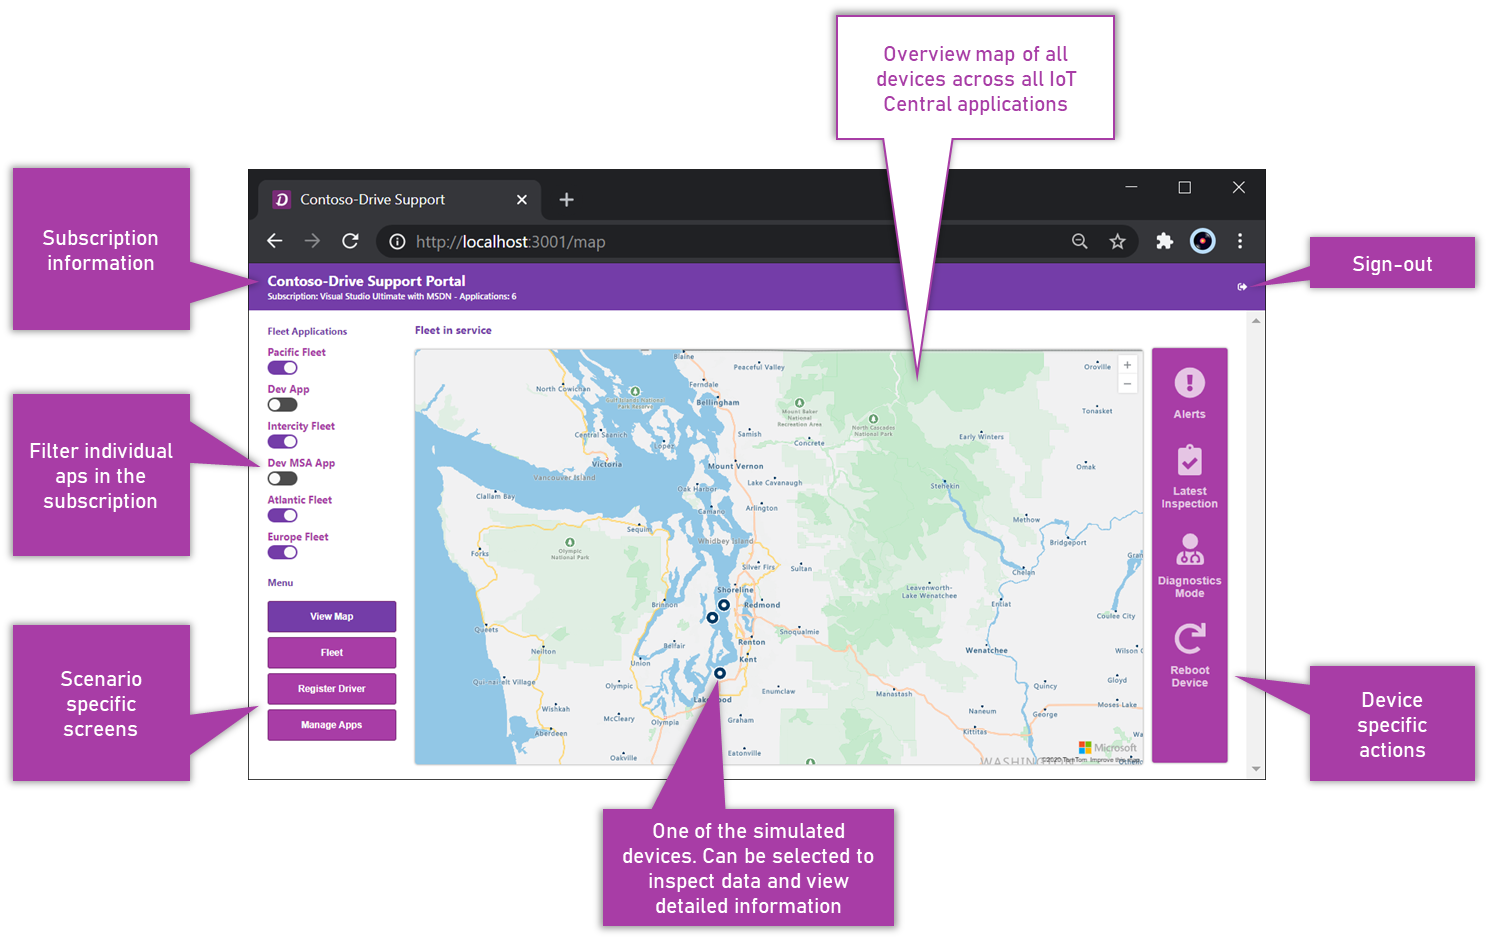 Overview map of all
devices across all IoT
Central applications
Subscription
information
Contoso-Drive Support
http://localhost:3001/map
Contoso-Drive Support Portal
Subscription: Visual Studio Ultimate with MSDN - Applications: 6
Sign-out
Fleet Applications
Pacific Fleet
Dev App
Intercity Fleet
Dev MSA App
Atlantic Fleet
Europe Fleet
Filter individual
aps in the
subscription
Menu
View Map
Fleet
Register Driver
Manage Apps
Scenario
specific
screens
Fleet in service
Blaine
Peaceful Valley
Oroville
North Cowichan
Ferndale
Bellingham
Mount Baker
National
Recreation Area
Tonasket
North Cascades
National Park
Central Saanich
Lopez
Samish
Concrete
Early Winters
Victoria
Mount Vernon
Omak
Vancouver Island
Oak Harbor
Lake Cavanaugh
Stehekin
Clallam Bay
Camano
Arlington
Sequim
Methow
Whidbey Island
Bridgeport
Forks
Olympic
National Park
Silver Firs
Sultan
Chelan
Shoreline
Leavenworth-
Lake Wenatchee
Brinnon
Redmond
Entiat
Coulee City
Queets
Snoqualmie
Neilton
Belfair
Renton
Wenatchee
Wilson
Union
Kent
Qui-nai-elt Village
Olympic
Enumclaw
Manastash
Quincy
Gloyd
Wishkah
McCleary
Olympia
Graham
Naneum
George
Moses Lake
Aberdeen
Kittitas
Oakville
Eatonville
Microsoft
©2020 TomTom Improve this map
Alerts
Latest
Inspection
Diagnostics
Mode
Reboot
Device
Device
specific
actions
One of the simulated
devices. Can be selected to
inspect data and view
detailed information